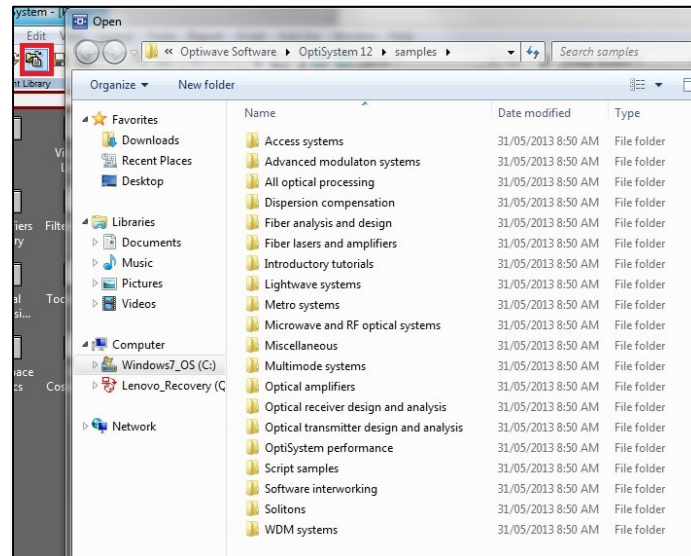 System - [
Open
Edit
« Optiwave Software ▸ OptiSystem 12 ▸ samples ▸
Search samples
nt Library
Organize
New folder
Name
Date modified
Type
Favorites
Downloads
Recent Places
Desktop
Libraries
Documents
Music
Pictures
Videos
Computer
Windows7_OS (C:)
Lenovo_Recovery (Q
Network
Access systems 31/05/2013 8:50 AM File folder
Advanced modulaton systems 31/05/2013 8:50 AM File folder
All optical processing 31/05/2013 8:50 AM File folder
Dispersion compensation 31/05/2013 8:50 AM File folder
Fiber analysis and design 31/05/2013 8:50 AM File folder
Fiber lasers and amplifiers 31/05/2013 8:50 AM File folder
Introductory tutorials 31/05/2013 8:50 AM File folder
Lightwave systems 31/05/2013 8:50 AM File folder
Metro systems 31/05/2013 8:50 AM File folder
Microwave and RF optical systems 31/05/2013 8:50 AM File folder
Miscellaneous 31/05/2013 8:50 AM File folder
Multimode systems 31/05/2013 8:50 AM File folder
Optical amplifiers 31/05/2013 8:50 AM File folder
Optical receiver design and analysis 31/05/2013 8:50 AM File folder
Optical transmitter design and analysis 31/05/2013 8:50 AM File folder
OptiSystem performance 31/05/2013 8:50 AM File folder
Script samples 31/05/2013 8:50 AM File folder
Software interworking 31/05/2013 8:50 AM File folder
Solitons 31/05/2013 8:50 AM File folder
WDM systems 31/05/2013 8:50 AM File folder
Vi
L
iers Filte
ry
al Too
si...
pace
cs Cos